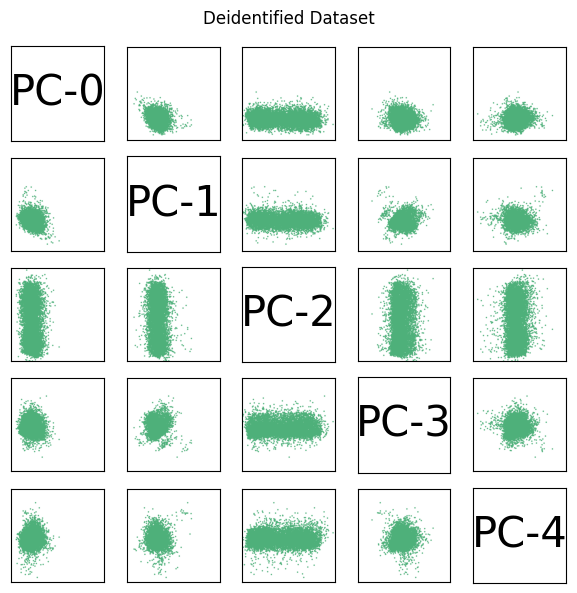 Deidentified Dataset
PC-0
PC-1
PC-2
PC-3
PC-4